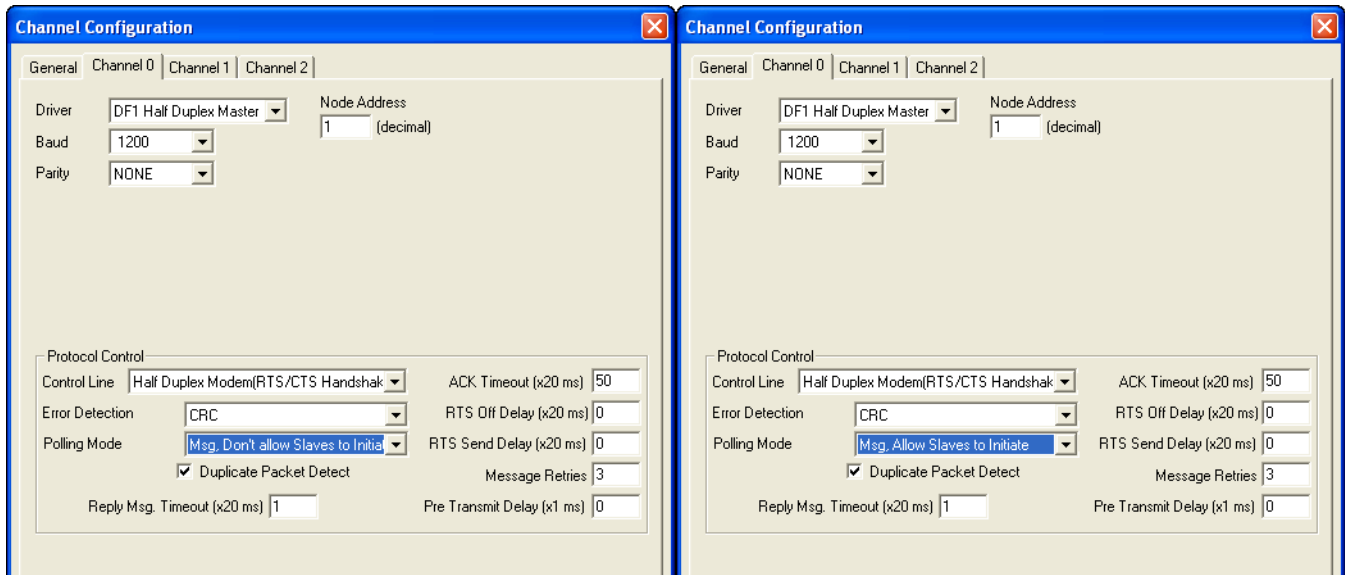 Channel Configuration
General Channel 0 Channel 1 Channel 2
Driver DF1 Half Duplex Master Node Address
1 (decimal)
Baud 1200
Parity NONE
Protocol Control
Control Line Half Duplex Modem(RTS/CTS Handshak ACK Timeout (x20 ms) 50
Error Detection CRC RTS Off Delay (x20 ms) 0
Polling Mode Msg, Don't allow Slaves to Initial RTS Send Delay (x20 ms) 0
Duplicate Packet Detect Message Retries 3
Reply Msg. Timeout (x20 ms) 1 Pre Transmit Delay (x1 ms) 0
Channel Configuration
General Channel 0 Channel 1 Channel 2
Driver DF1 Half Duplex Master Node Address
1 (decimal)
Baud 1200
Parity NONE
Protocol Control
Control Line Half Duplex Modem(RTS/CTS Handshak ACK Timeout (x20 ms) 50
Error Detection CRC RTS Off Delay (x20 ms) 0
Polling Mode Msg, Allow Slaves to Initiate RTS Send Delay (x20 ms) 0
Duplicate Packet Detect Message Retries 3
Reply Msg. Timeout (x20 ms) 1 Pre Transmit Delay (x1 ms) 0